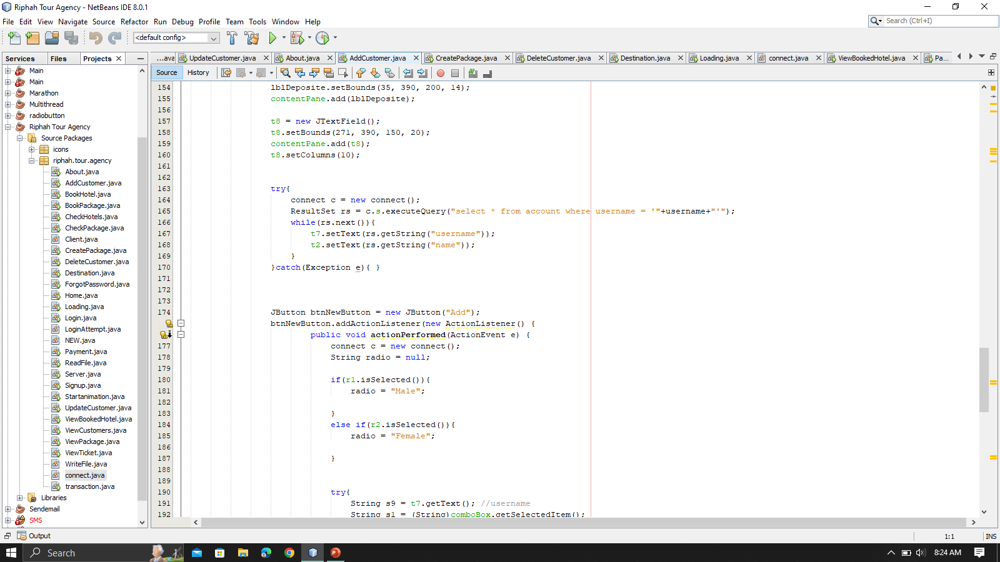 Riphah Tour Agency - NetBeans IDE 8.0.1
File Edit View Navigate Source Refactor Run Debug Profile Team Tools Window Help
Search (Ctrl+I)
<default config>
Services Files Projects
...ava UpdateCustomer.java About.java AddCustomer.java CreatePackage.java DeleteCustomer.java Destination.java Loading.java connect.java ViewBookedHotel.java Pa...
Source History
Main
Main
Marathon
Multithread
radiobutton
Riphah Tour Agency
Source Packages
icons
riphah.tour.agency
About.java
AddCustomer.java
BookHotel.java
BookPackage.java
CheckHotels.java
CheckPackage.java
Client.java
CreatePackage.java
DeleteCustomer.java
Destination.java
ForgotPassword.java
Home.java
Loading.java
Login.java
LoginAttempt.java
NEW.java
Payment.java
ReadFile.java
Server.java
Signup.java
Startanimation.java
UpdateCustomer.java
ViewBookedHotel.java
ViewCustomers.java
ViewPackage.java
ViewTicket.java
WriteFile.java
connect.java
transaction.java
Libraries
Sendemail
SMS
154 lblDeposite.setBounds(35, 390, 200, 14);
155 contentPane.add(lblDeposite);
156
157 t8 = new JTextField();
158 t8.setBounds(271, 390, 150, 20);
159 contentPane.add(t8);
160 t8.setColumns(10);
161
162
163 try{
164 connect c = new connect();
165 ResultSet rs = c.s.executeQuery("select * from account where username = '"+username+"'");
166 while(rs.next()){
167 t7.setText(rs.getString("username"));
168 t2.setText(rs.getString("name"));
169 }
170 }catch(Exception e){ }
171
172
173
174 JButton btnNewButton = new JButton("Add");
btnNewButton.addActionListener(new ActionListener() {
public void actionPerformed(ActionEvent e) {
177 connect c = new connect();
178 String radio = null;
179
180 if(r1.isSelected()){
181 radio = "Male";
182
183 }
184 else if(r2.isSelected()){
185 radio = "Female";
186
187 }
188
189
190 try{
191 String s9 = t7.getText(); //username
192 String s1 = (String)comboBox.getSelectedItem();
Output
1:1 INS
Search
8:24 AM